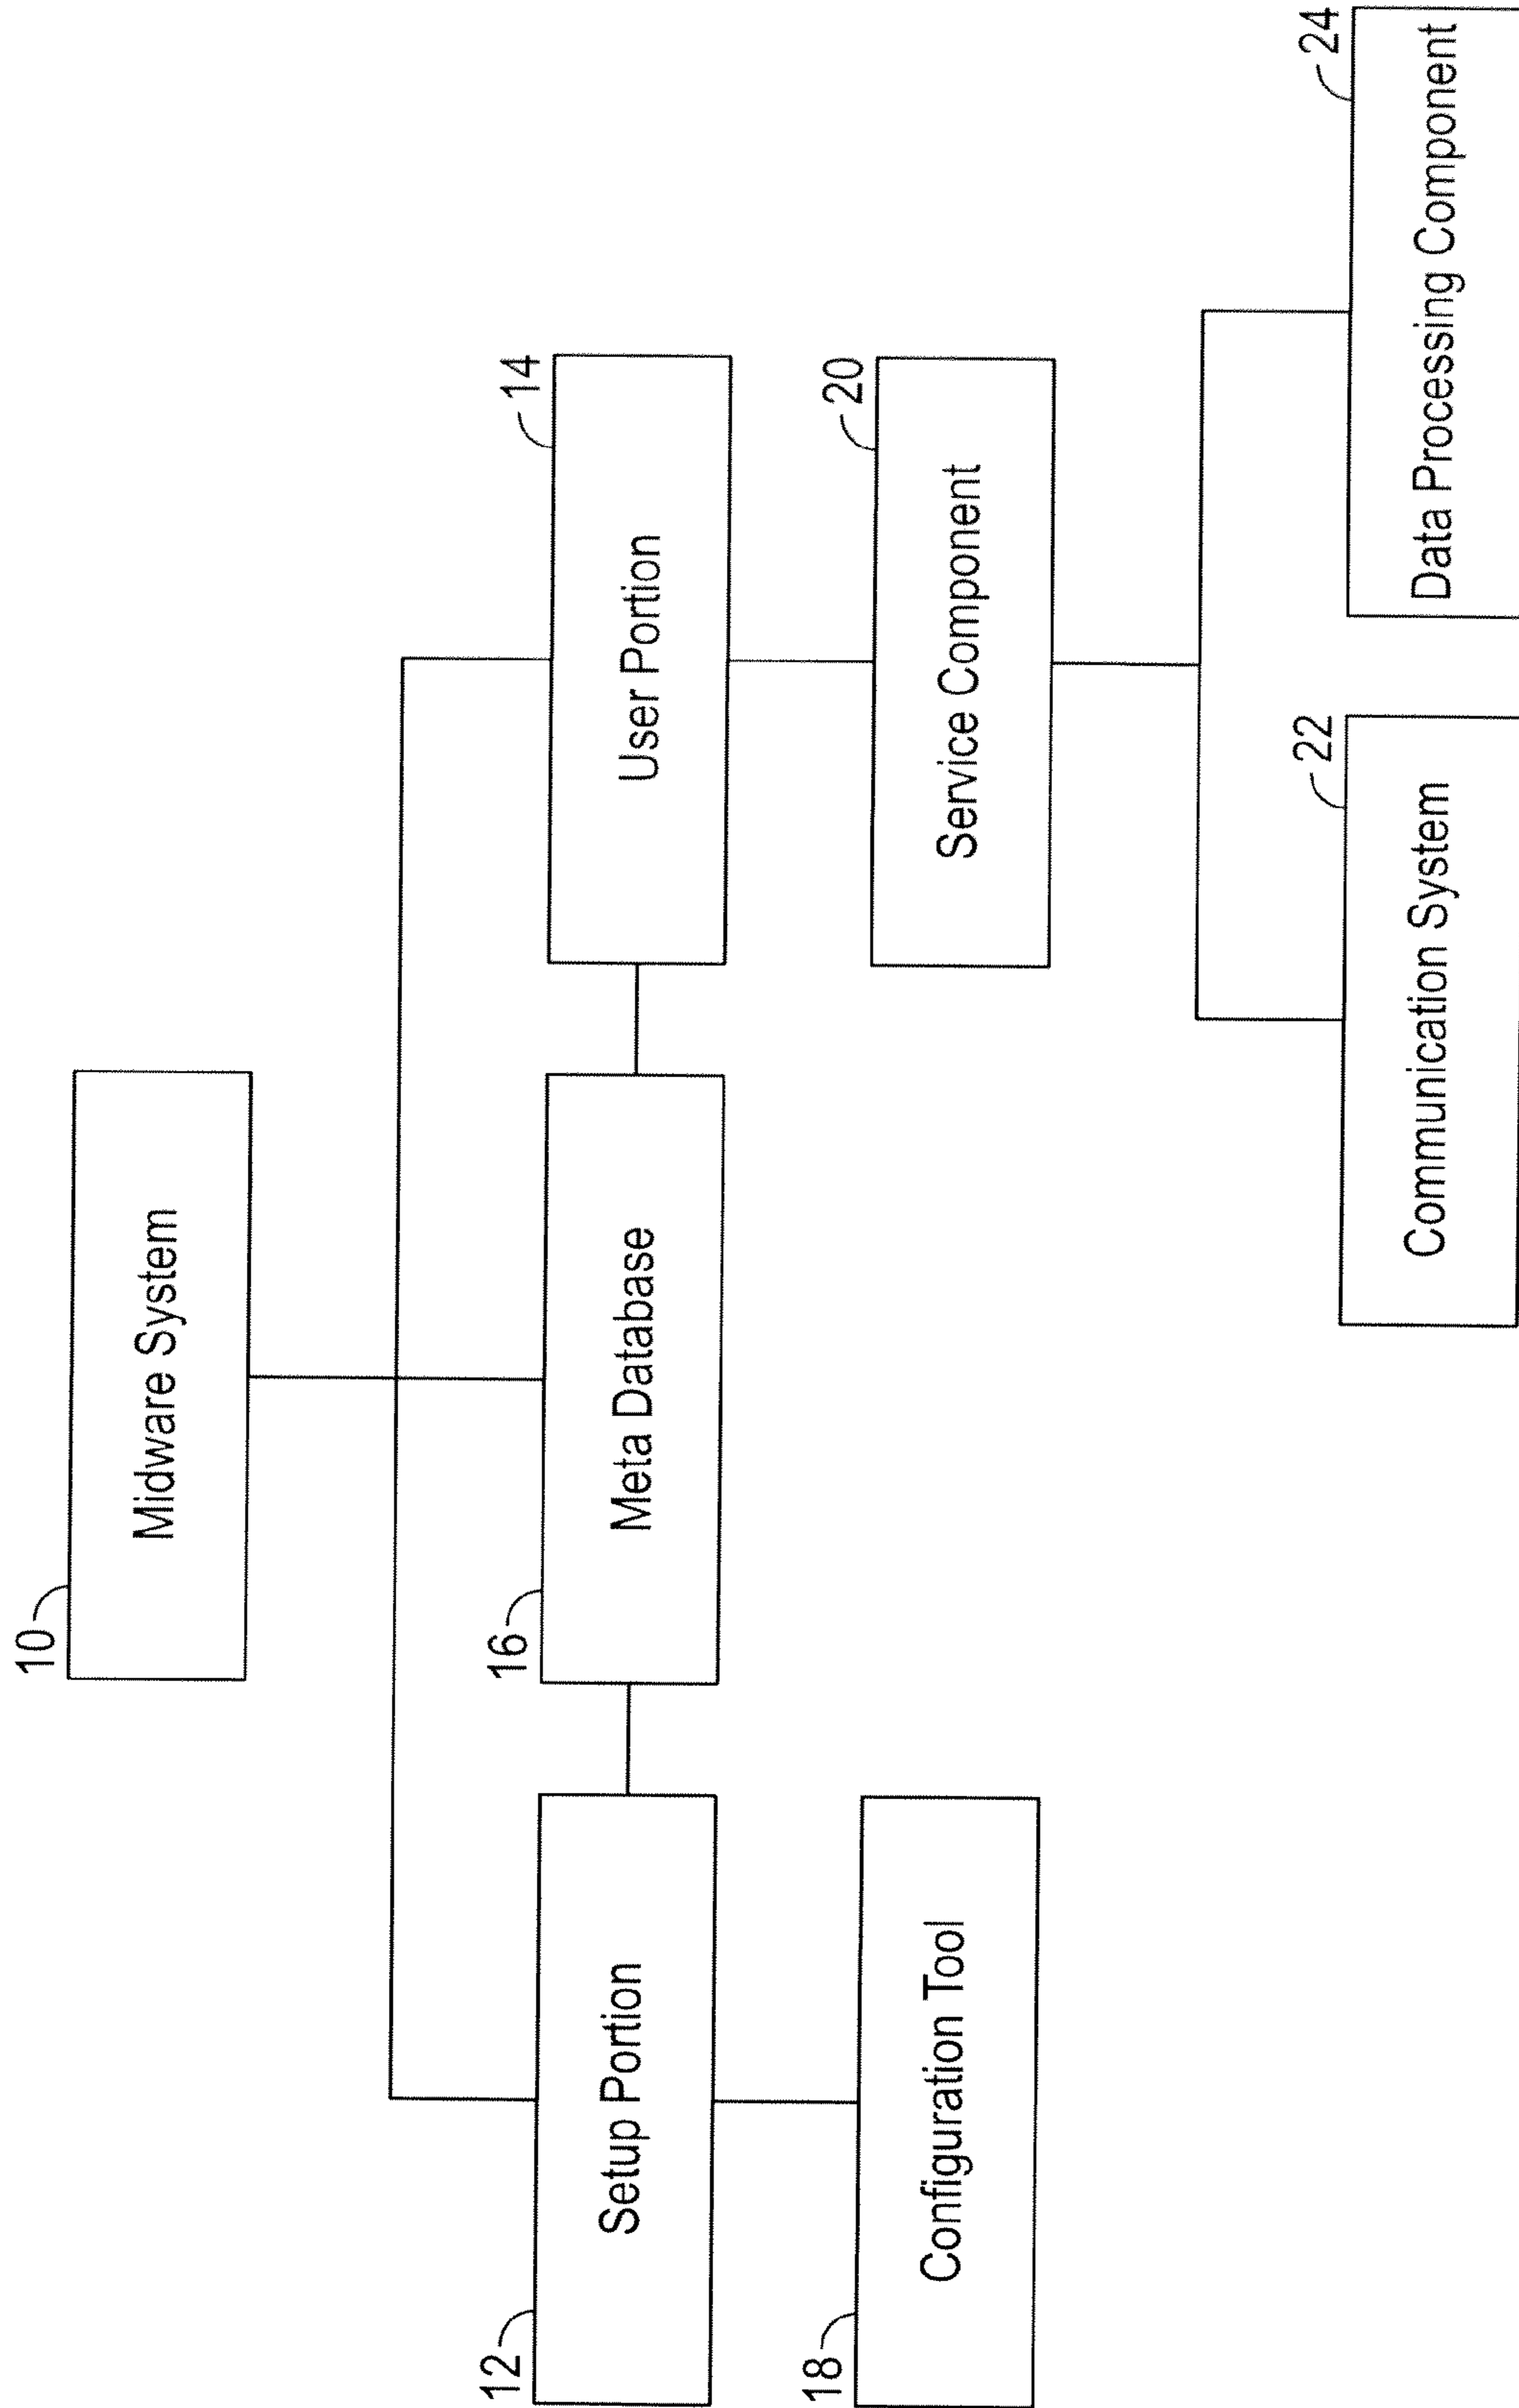 10
Midware System
12
Setup Portion
16
Meta Database
14
User Portion
18
Configuration Tool
20
Service Component
22
Communication System
24
Data Processing Component